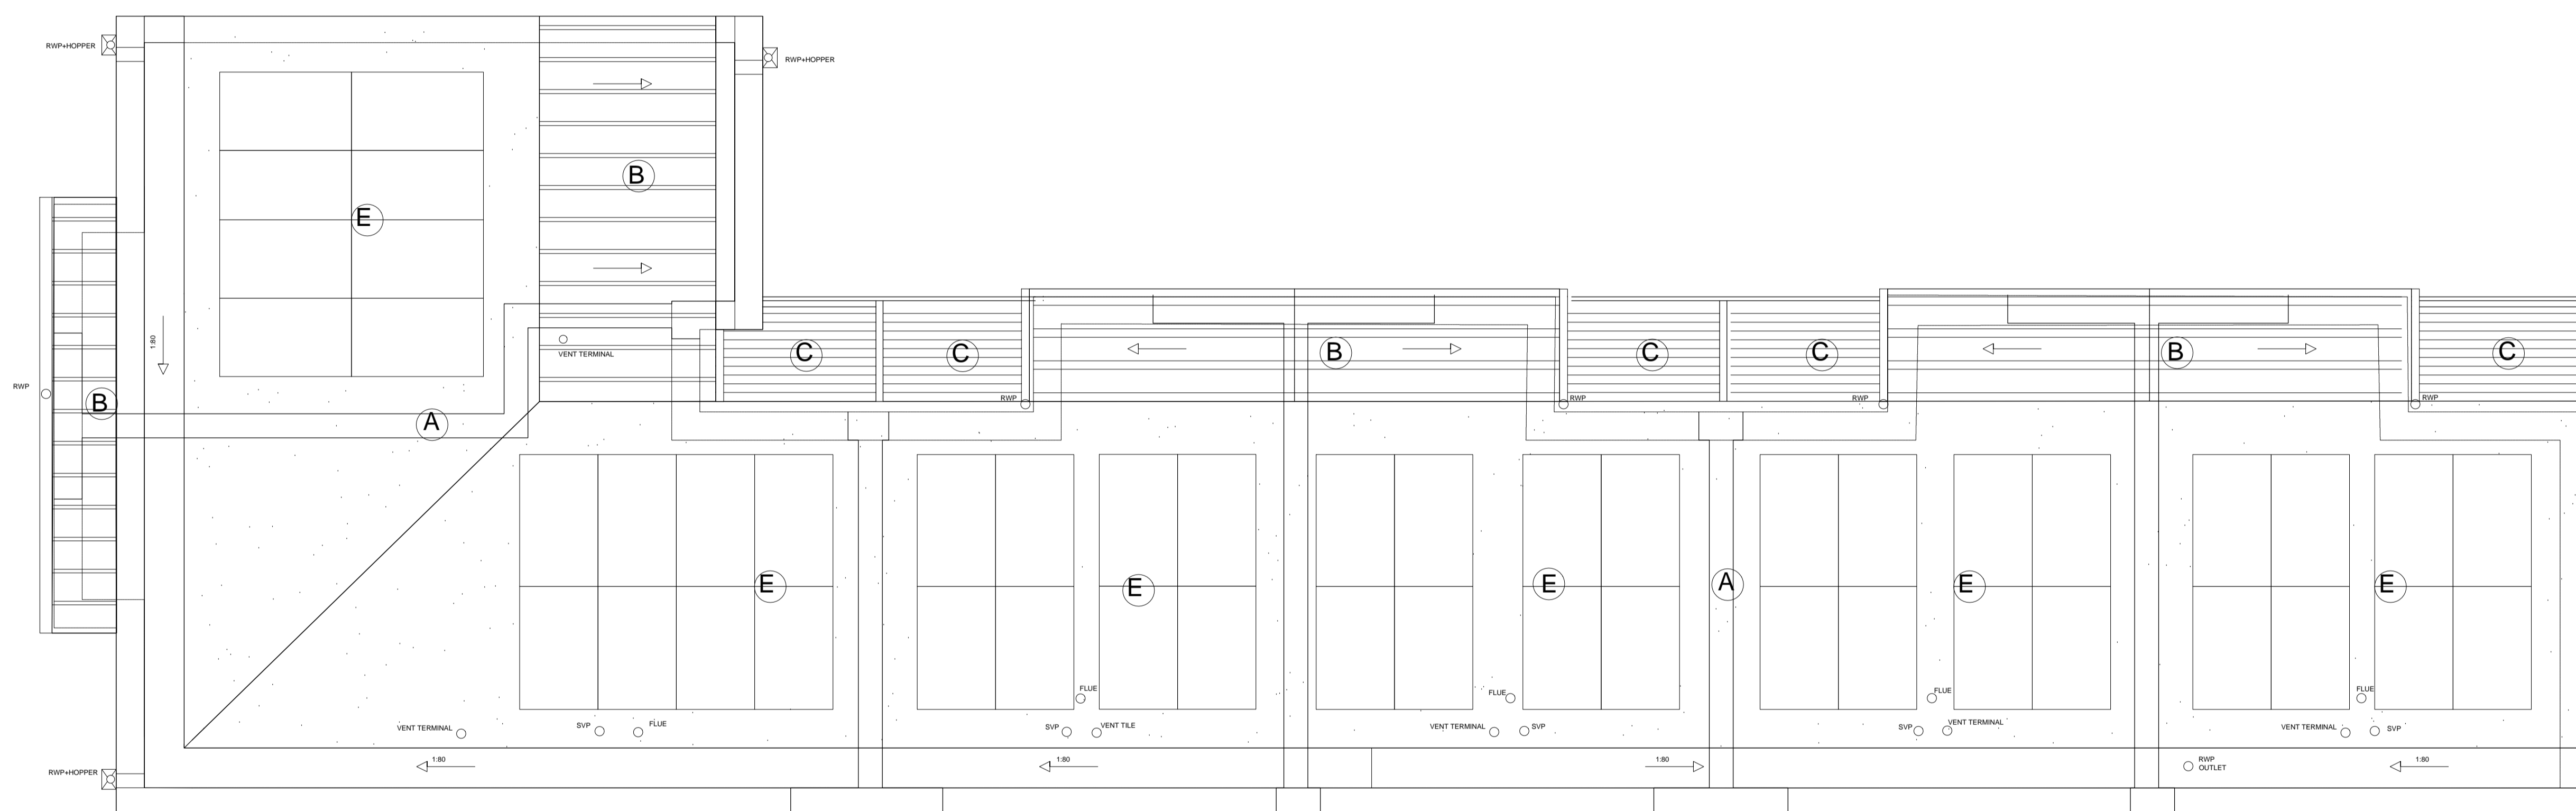 RWP+HOPPER
RWP+HOPPER
B
E
1:80
VENT TERMINAL
C
C
B
C
C
B
C
RWP
B
A
RWP
RWP
RWP
RWP
E
E
E
A
E
E
FLUE
FLUE
FLUE
FLUE
VENT TERMINAL
SVP
FLUE
SVP
VENT TILE
VENT TERMINAL
SVP
SVP
VENT TERMINAL
VENT TERMINAL
SVP
RWP+HOPPER
1:80
1:80
1:80
RWP
OUTLET
1:80